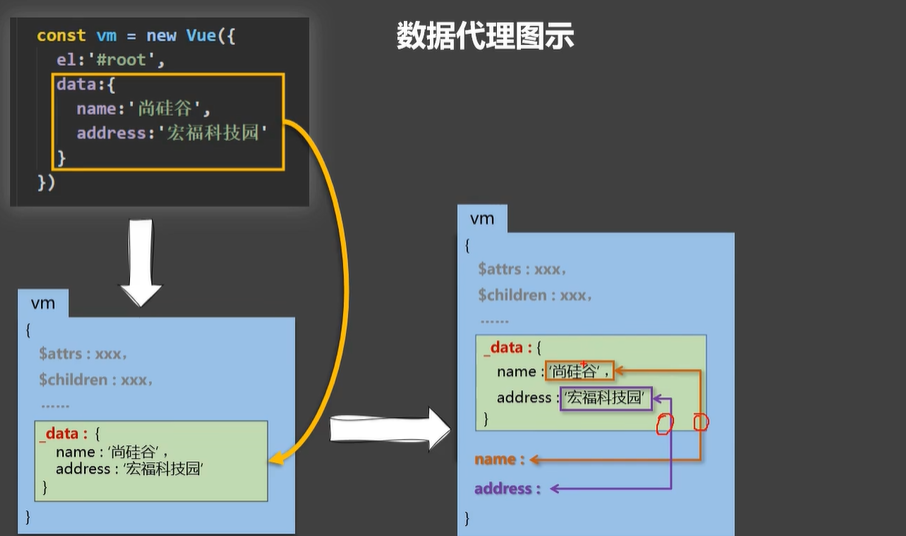 数据代理图示
const vm = new Vue({
el:'#root',
data:{
name:'尚硅谷',
address:'宏福科技园'
}
})
vm
{
$attrs : xxx,
$children : xxx,
……
_data : {
name : '尚硅谷' ,
address : '宏福科技园'
}
}
vm
{
$attrs : xxx,
$children : xxx,
……
_data : {
name : '尚硅谷' ,
address : '宏福科技园'
}
name :
address :
}